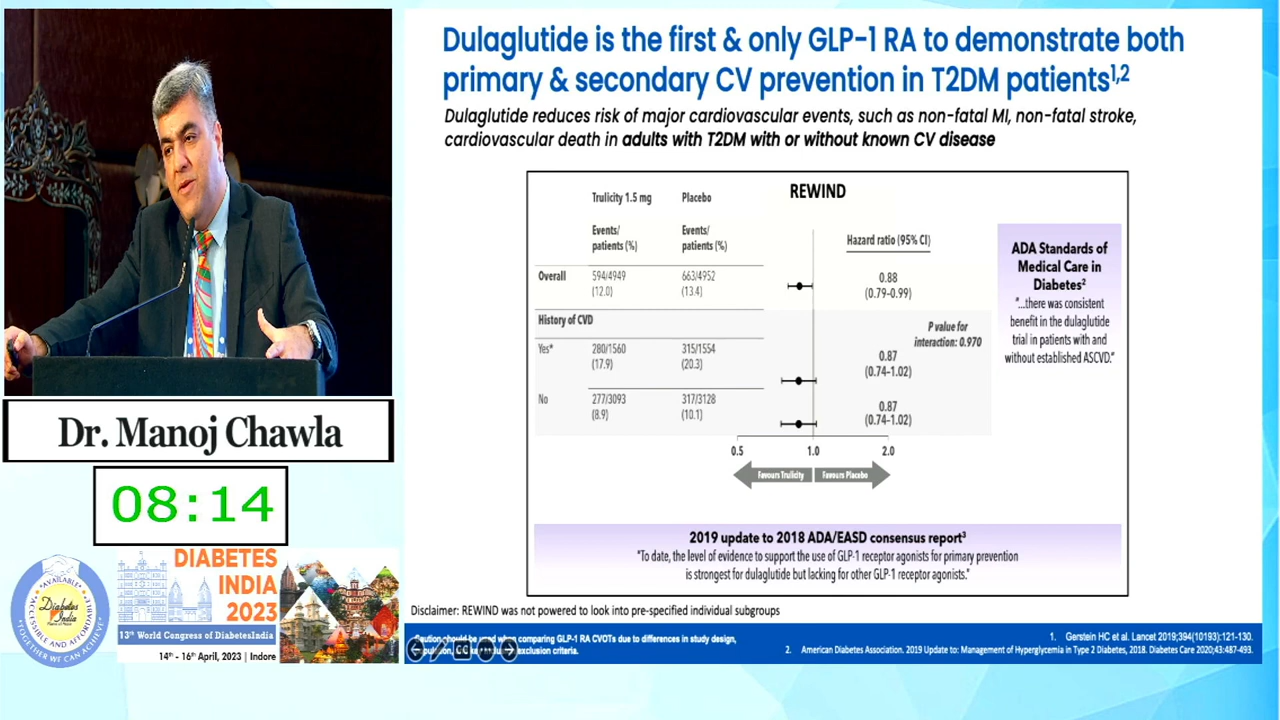 Dulaglutide is the first & only GLP-1 RA to demonstrate both
primary & secondary CV prevention in T2DM patients1,2
Dulaglutide reduces risk of major cardiovascular events, such as non-fatal MI, non-fatal stroke,
cardiovascular death in adults with T2DM with or without known CV disease
REWIND
Trulicity 1.5 mg Placebo
Events/ Events/
patients (%) patients (%)
Hazard ratio (95% CI)
Overall 594/4949 663/4952 0.88
(12.0) (13.4) (0.79-0.99)
History of CVD
P value for
interaction: 0.970
Yes* 280/1560 315/1554 0.87
(17.9) (20.3) (0.74-1.02)
No 277/3093 317/3128 0.87
(8.9) (10.1) (0.74-1.02)
0.5 1.0 2.0
Favours Trulicity Favours Placebo
ADA Standards of
Medical Care in
Diabetes2
"...there was consistent
benefit in the dulaglutide
trial in patients with and
without established ASCVD."
2019 update to 2018 ADA/EASD consensus report3
"To date, the level of evidence to support the use of GLP-1 receptor agonists for primary prevention
is strongest for dulaglutide but lacking for other GLP-1 receptor agonists."
Disclaimer: REWIND was not powered to look into pre-specified individual subgroups
Caution should be used when comparing GLP-1 RA CVOTs due to differences in study design,
exclusion criteria.
1. Gerstein HC et al. Lancet 2019;394(10193):121-130.
2. American Diabetes Association. 2019 Update to: Management of Hyperglycemia in Type 2 Diabetes, 2018. Diabetes Care 2020;43:487-493.
Dr. Manoj Chawla
08:14
AVAILABLE
ACCESSIBLE AND AFFORDABLE
Diabetes
India
TOGETHER WE CAN ACHIEVE
DIABETES
INDIA
2023
13th World Congress of DiabetesIndia
14th - 16th April, 2023 | Indore